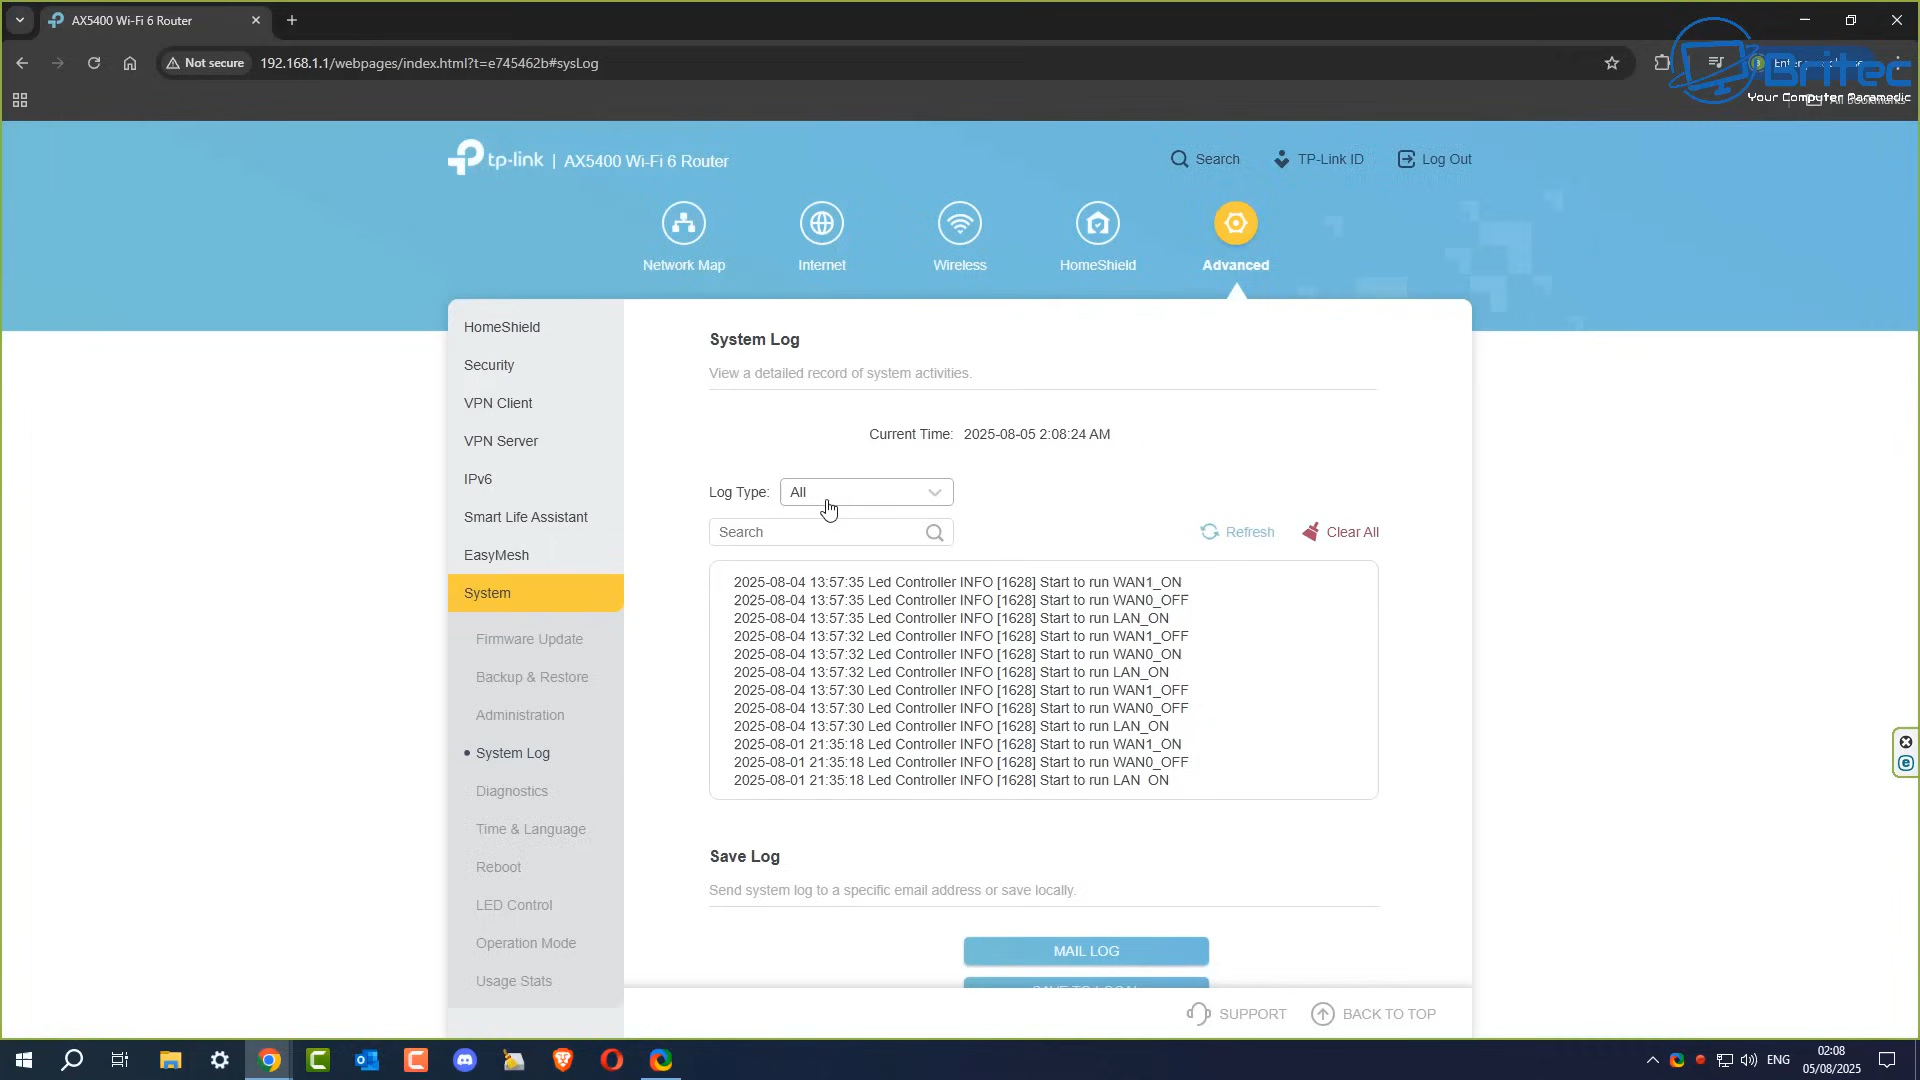 AX5400 Wi-Fi 6 Router
Not secure
192.168.1.1/webpages/index.html?t=e745462b#sysLog
Britec
Your Computer Paramedic
tp-link | AX5400 Wi-Fi 6 Router
Search
TP-Link ID
Log Out
Network Map
Internet
Wireless
HomeShield
Advanced
HomeShield
Security
VPN Client
VPN Server
IPv6
Smart Life Assistant
EasyMesh
System
Firmware Update
Backup & Restore
Administration
System Log
Diagnostics
Time & Language
Reboot
LED Control
Operation Mode
Usage Stats
System Log
View a detailed record of system activities.
Current Time: 2025-08-05 2:08:24 AM
Log Type: All
Search
Refresh
Clear All
2025-08-04 13:57:35 Led Controller INFO [1628] Start to run WAN1_ON
2025-08-04 13:57:35 Led Controller INFO [1628] Start to run WAN0_OFF
2025-08-04 13:57:35 Led Controller INFO [1628] Start to run LAN_ON
2025-08-04 13:57:32 Led Controller INFO [1628] Start to run WAN1_OFF
2025-08-04 13:57:32 Led Controller INFO [1628] Start to run WAN0_ON
2025-08-04 13:57:32 Led Controller INFO [1628] Start to run LAN_ON
2025-08-04 13:57:30 Led Controller INFO [1628] Start to run WAN1_OFF
2025-08-04 13:57:30 Led Controller INFO [1628] Start to run WAN0_OFF
2025-08-04 13:57:30 Led Controller INFO [1628] Start to run LAN_ON
2025-08-01 21:35:18 Led Controller INFO [1628] Start to run WAN1_ON
2025-08-01 21:35:18 Led Controller INFO [1628] Start to run WAN0_OFF
2025-08-01 21:35:18 Led Controller INFO [1628] Start to run LAN_ON
Save Log
Send system log to a specific email address or save locally.
MAIL LOG
SAVE TO LOCAL
SUPPORT
BACK TO TOP
ENG
02:08
05/08/2025